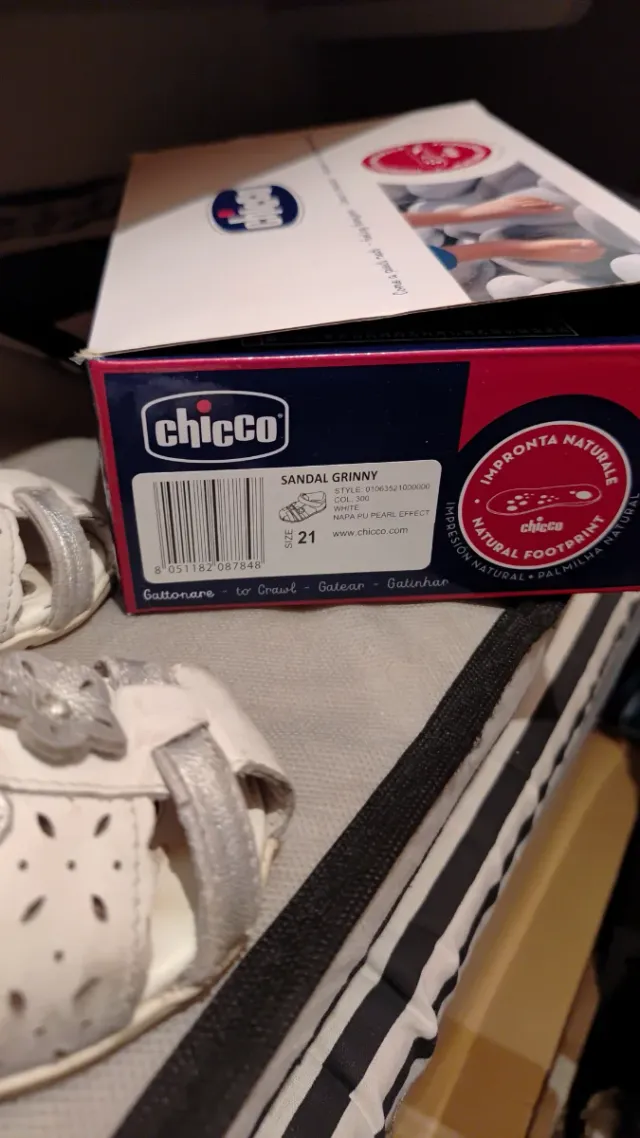 chicco
chicco
SANDAL GRINNY
STYLE: 01063521000000
COL. 300
WHITE
NAPA PU PEARL EFFECT
SIZE 21
www.chicco.com
8 051182 087848
Gattonare - to Crawl - Gatear - Gatinhar
IMPRONTA NATURALE
chicco
NATURAL FOOTPRINT
IMPRESIÓN NATURAL • PALMILHA NATURAL